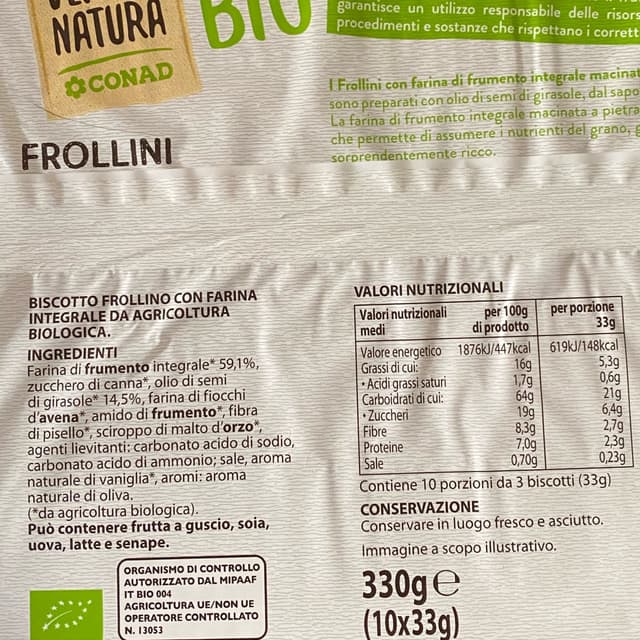 NATURA
BIO
CONAD
FROLLINI
garantisce un utilizzo responsabile delle
procedimenti e sostanze che rispettano i
I Frollini con farina di frumento integrale
sono preparati con olio di semi di girasole, dal
La farina di frumento integrale macinata a pietra
che permette di assumere i nutrienti del grano,
sorprendentemente ricco.
BISCOTTO FROLLINO CON FARINA
INTEGRALE DA AGRICOLTURA
BIOLOGICA.
INGREDIENTI
Farina di frumento integrale* 59,1%,
zucchero di canna*, olio di semi
di girasole* 14,5%, farina di fiocchi
d'avena*, amido di frumento*, fibra
di pisello*, sciroppo di malto d'orzo*,
agenti lievitanti: carbonato acido di sodio,
carbonato acido di ammonio; sale, aroma
naturale di vaniglia*, aromi: aroma
naturale di oliva.
(*da agricoltura biologica).
Può contenere frutta a guscio, soia,
uova, latte e senape.
ORGANISMO DI CONTROLLO
AUTORIZZATO DAL MIPAAF
IT BIO 004
AGRICOLTURA UE/NON UE
OPERATORE CONTROLLATO
N. 13053
VALORI NUTRIZIONALI
Valori nutrizionali medi per 100g di prodotto per porzione 33g
Valore energetico 1876kJ/447kcal 619kJ/148kcal
Grassi di cui: 16g 5,3g
• Acidi grassi saturi 1,7g 0,6g
Carboidrati di cui: 64g 21g
• Zuccheri 19g 6,4g
Fibre 8,3g 2,7g
Proteine 7,0g 2,3g
Sale 0,70g 0,23g
Contiene 10 porzioni da 3 biscotti (33g)
CONSERVAZIONE
Conservare in luogo fresco e asciutto.
Immagine a scopo illustrativo.
330g e
(10x33g)